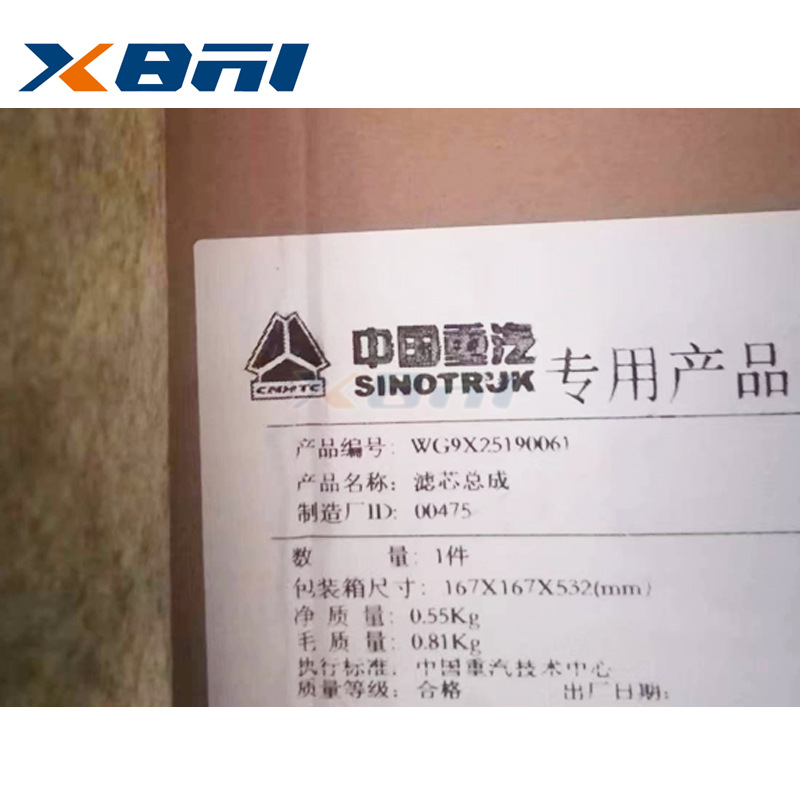 XBAI
中国重汽
SINOTRUK 专用产品
CNHTC
产品编号: WG9X25190061
产品名称: 滤芯总成
制造厂ID: 00475
数 量: 1件
包装箱尺寸: 167X167X532(mm)
净 质 量: 0.55Kg
毛 质 量: 0.81Kg
执行标准: 中国重汽技术中心
质量等级: 合格 出厂日期: